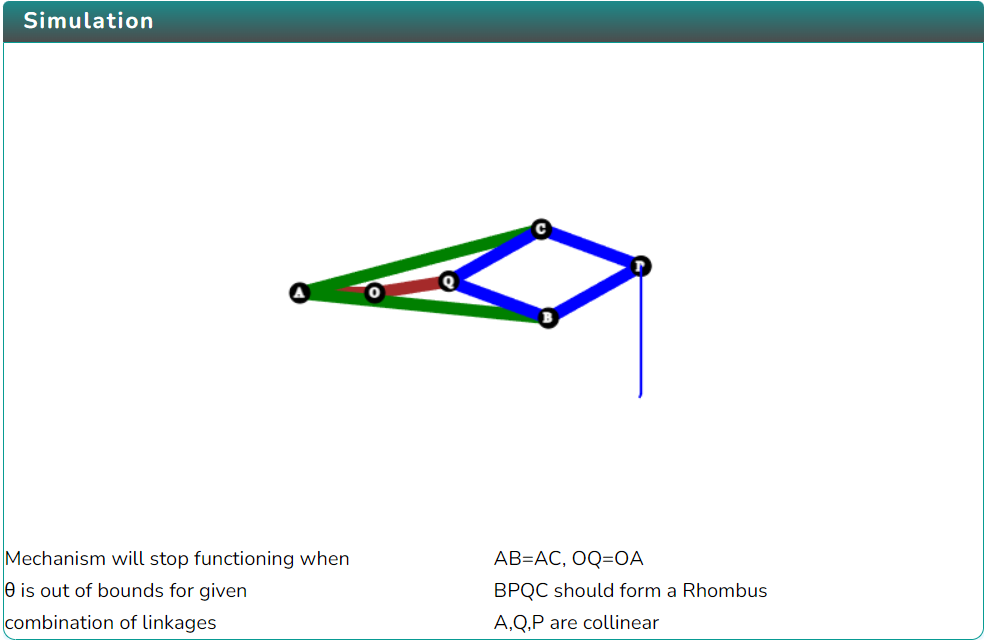 Simulation
C
P
Q
A
O
B
Mechanism will stop functioning when
θ is out of bounds for given
combination of linkages
AB=AC, OQ=OA
BPQC should form a Rhombus
A,Q,P are collinear